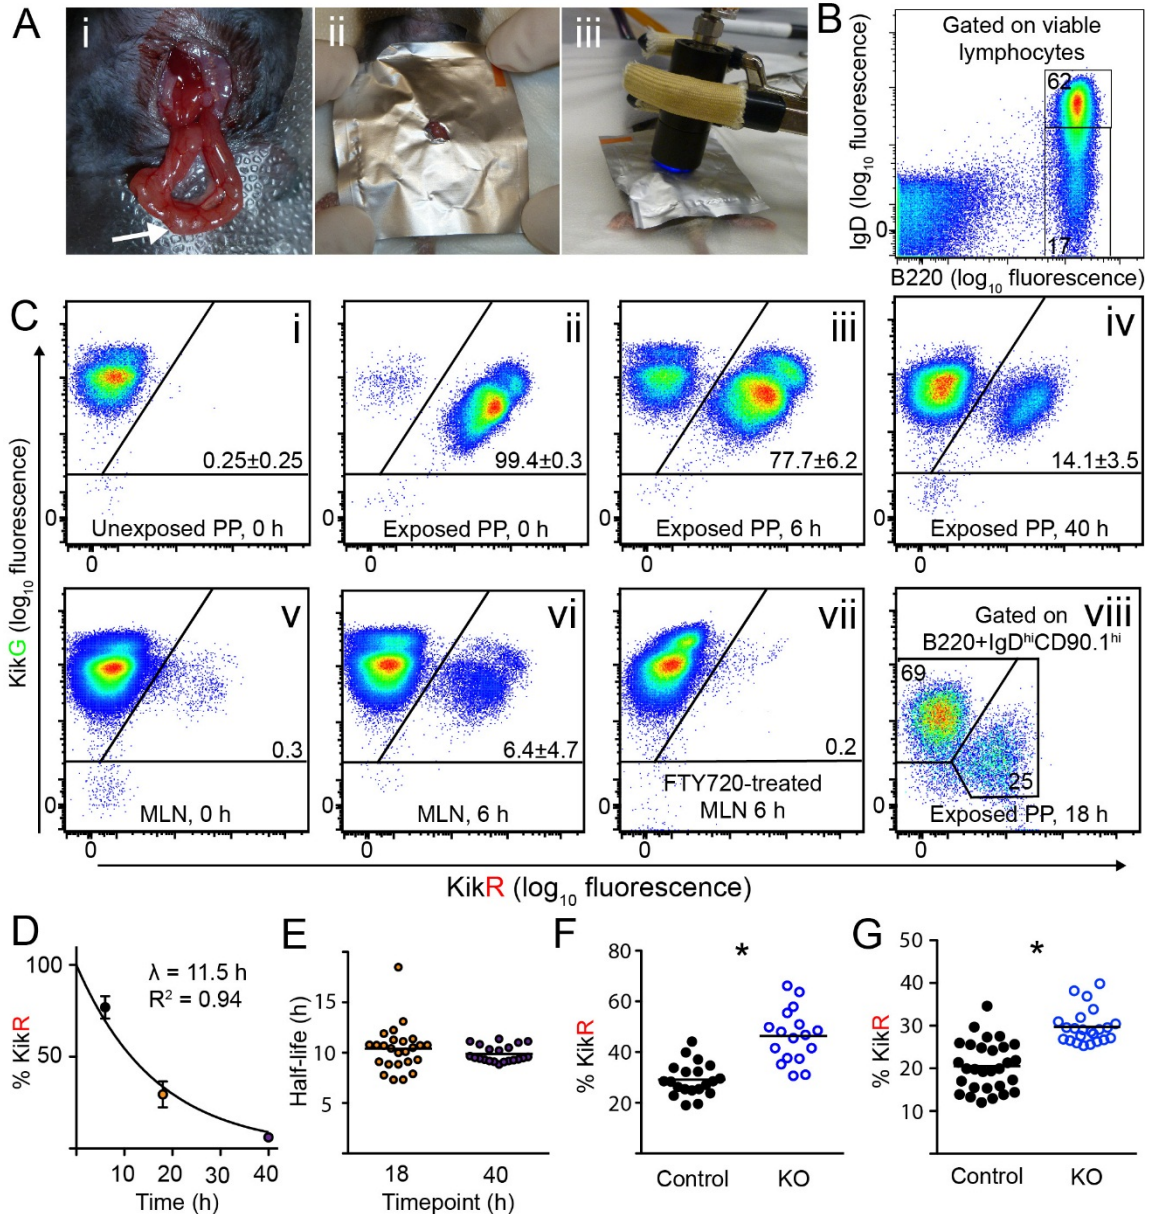 A
i
ii
iii
B
Gated on viable
lymphocytes
62
17
IgD (log10 fluorescence)
0
B220 (log10 fluorescence)
C
KikG (log10 fluorescence)
i
0.25±0.25
Unexposed PP, 0 h
0
0
ii
99.4±0.3
Exposed PP, 0 h
0
0
iii
77.7±6.2
Exposed PP, 6 h
0
0
iv
14.1±3.5
Exposed PP, 40 h
0
0
v
0.3
MLN, 0 h
0
0
vi
6.4±4.7
MLN, 6 h
0
0
vii
0.2
FTY720-treated
MLN 6 h
0
0
viii
Gated on
B220+IgDhiCD90.1hi
69
25
Exposed PP, 18 h
0
0
KikR (log10 fluorescence)
D
% KikR
100
50
λ = 11.5 h
R2 = 0.94
10 20 30 40
Time (h)
E
Half-life (h)
15
10
5
18 40
Timepoint (h)
F
% KikR
80
60
40
20
*
Control KO
G
% KikR
50
40
30
20
10
*
Control KO